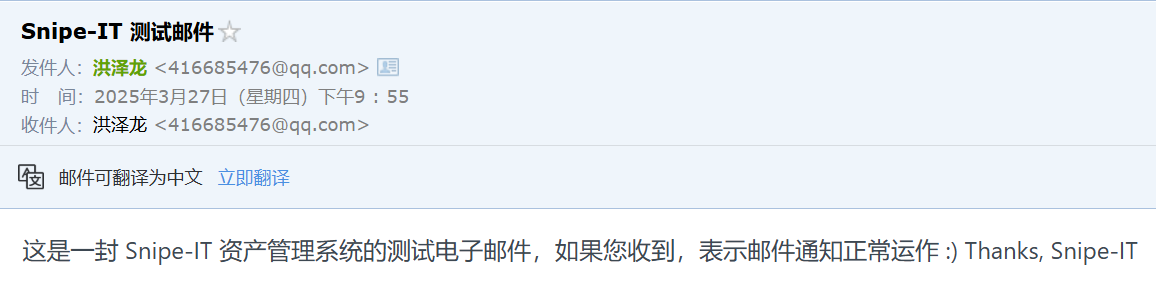 Snipe-IT 测试邮件
发件人：洪泽龙 <416685476@qq.com>
时　间：2025年3月27日（星期四）下午9：55
收件人：洪泽龙 <416685476@qq.com>
邮件可翻译为中文 立即翻译
这是一封 Snipe-IT 资产管理系统的测试电子邮件，如果您收到，表示邮件通知正常运作 :) Thanks, Snipe-IT